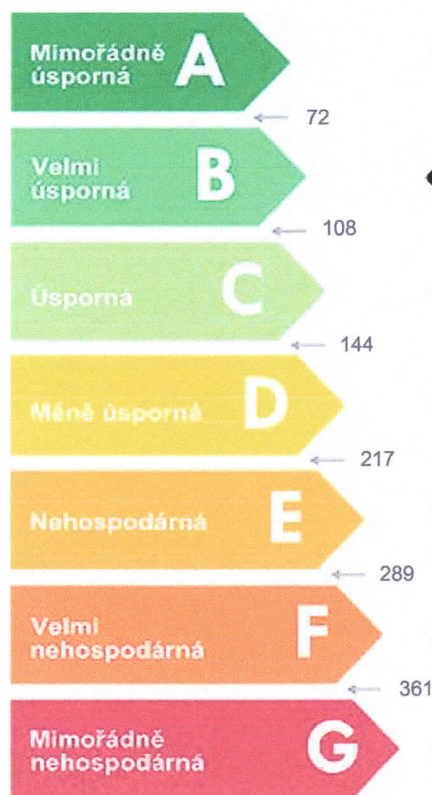 Mimořádně
úsporná A
72
Velmi
úsporná B
108
Úsporná C
144
Méně úsporná D
217
Nehospodárná E
289
Velmi
nehospodárná F
361
Mimořádně
nehospodárná G